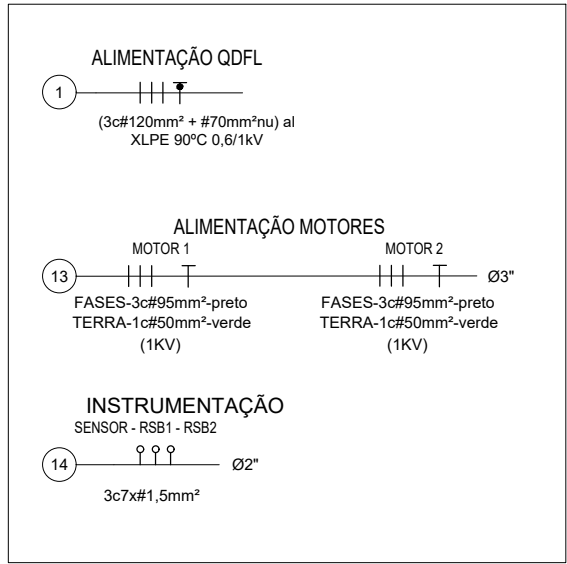 ALIMENTAÇÃO QDFL
1
(3c#120mm² + #70mm²nu) al
XLPE 90ºC 0,6/1kV
ALIMENTAÇÃO MOTORES
MOTOR 1
MOTOR 2
13
Ø3"
FASES-3c#95mm²-preto
TERRA-1c#50mm²-verde
(1KV)
FASES-3c#95mm²-preto
TERRA-1c#50mm²-verde
(1KV)
INSTRUMENTAÇÃO
SENSOR - RSB1 - RSB2
14
Ø2"
3c7x#1,5mm²